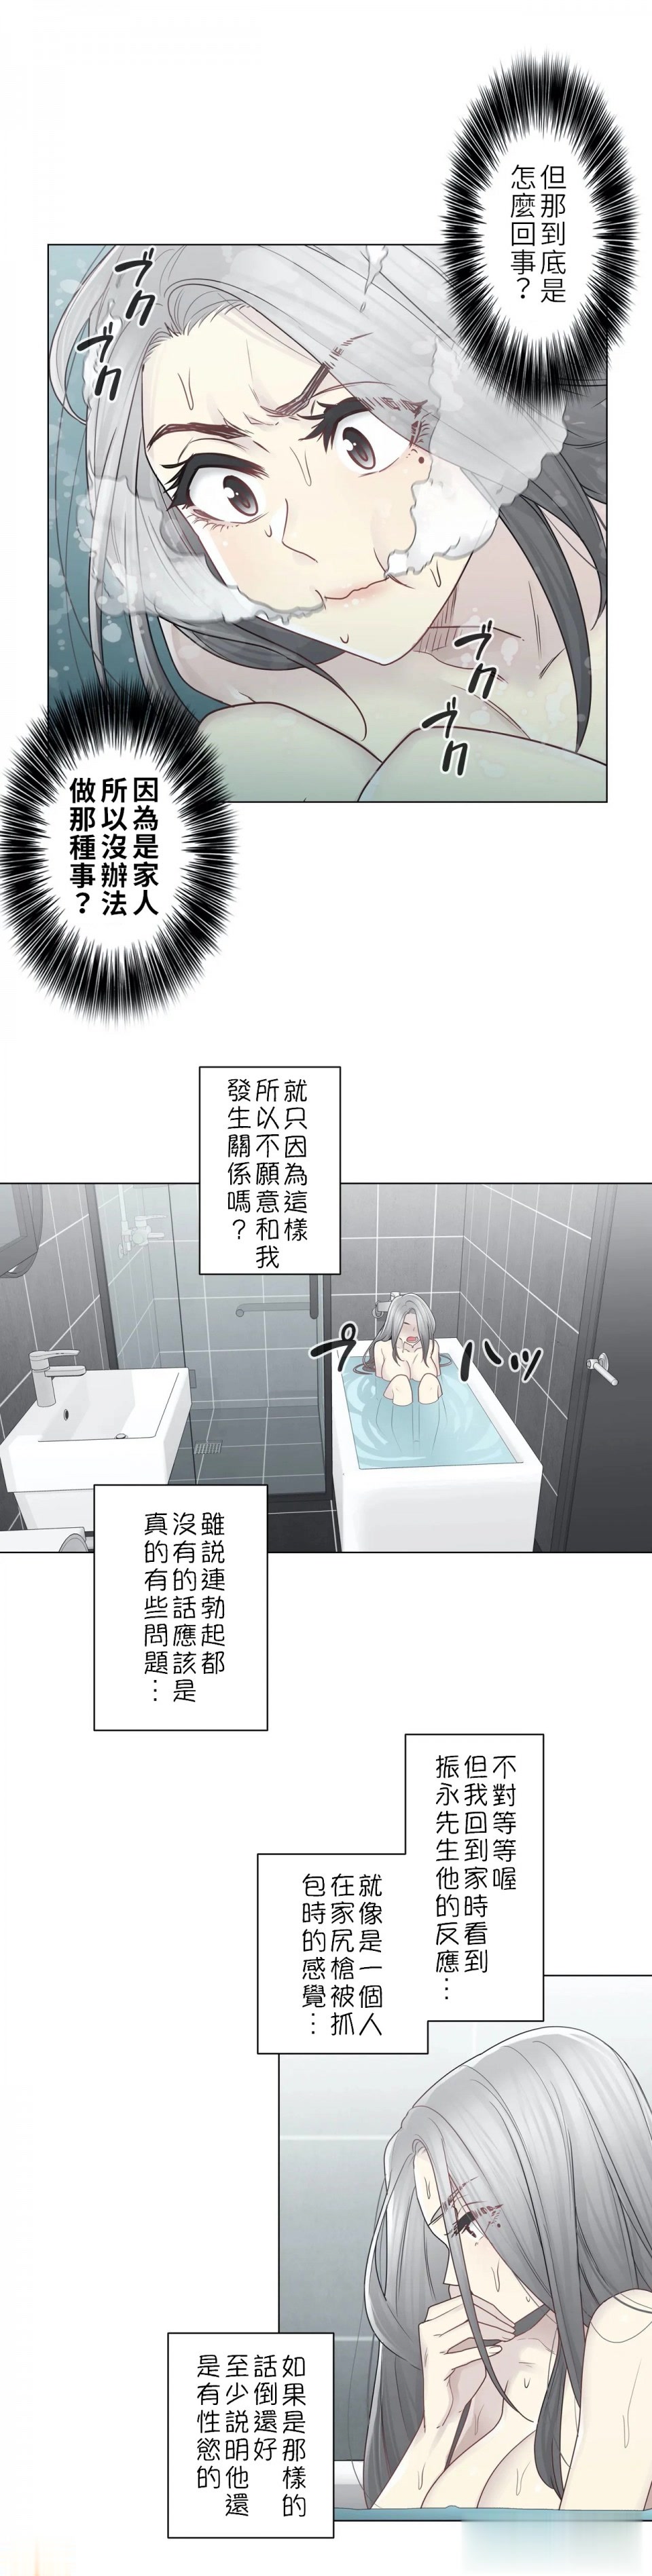 但那到底是
怎麼回事？
ブク
ブク
ブク
ブク
因為是家人
所以沒辦法
做那種事？
就只因為這樣
所以不願意和我
發生關係嗎？
プハッ
雖說連勃起都
沒有的話應該是
真的有些問題…
不對等等喔
但我回到家時看到
振永先生他的反應…
就像是一個人
在家尻槍被抓
包時的感覺…
如果是那樣的
話倒還好
至少說明他還
是有性慾的